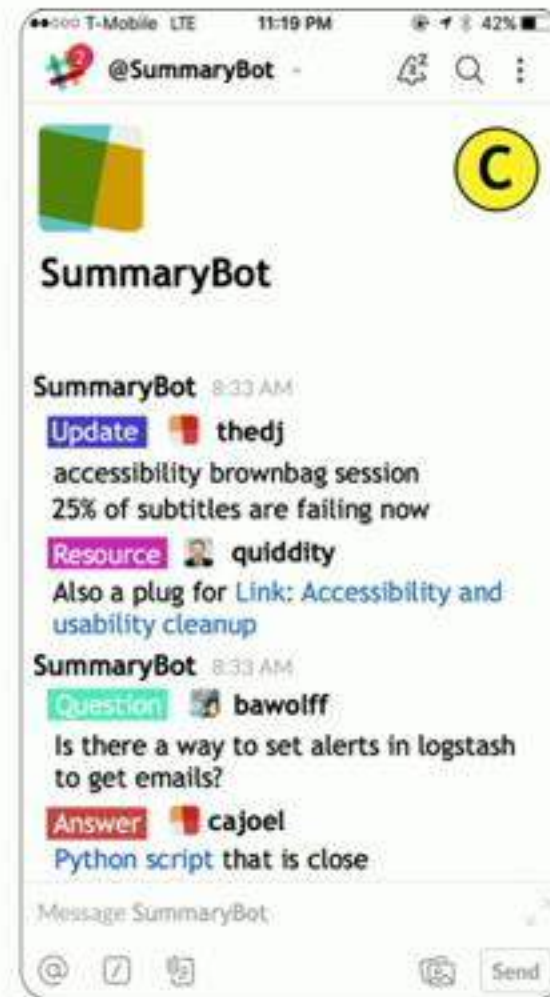 T-Mobile LTE 11:19 PM 42%
2
@SummaryBot
C
SummaryBot
SummaryBot 8:33 AM
Update thedj
accessibility brownbag session
25% of subtitles are failing now
Resource quiddity
Also a plug for Link: Accessibility and
usability cleanup
SummaryBot 8:33 AM
Question bawolff
Is there a way to set alerts in logstash
to get emails?
Answer cajoel
Python script that is close
Message SummaryBot
@ / Send